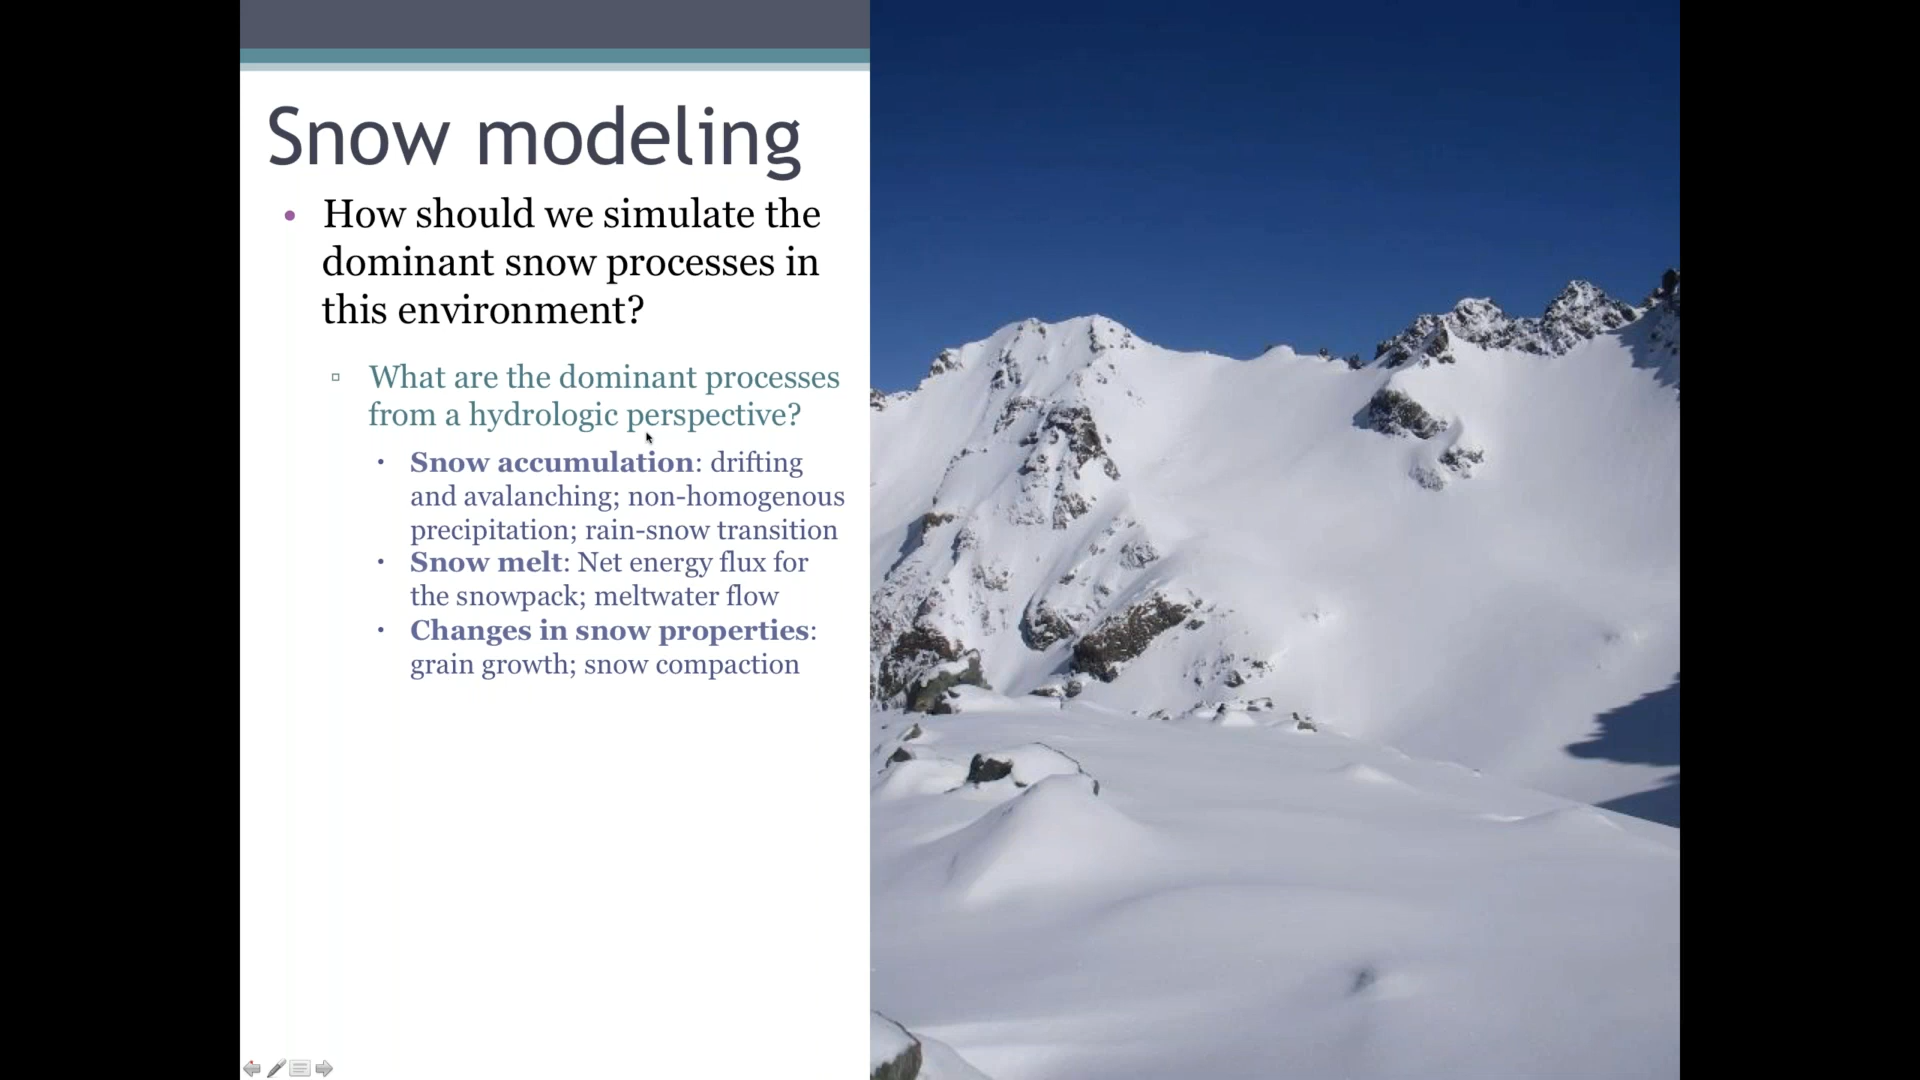 Snow modeling
• How should we simulate the
dominant snow processes in
this environment?
▫ What are the dominant processes
from a hydrologic perspective?
• Snow accumulation: drifting
and avalanching; non-homogenous
precipitation; rain-snow transition
• Snow melt: Net energy flux for
the snowpack; meltwater flow
• Changes in snow properties:
grain growth; snow compaction